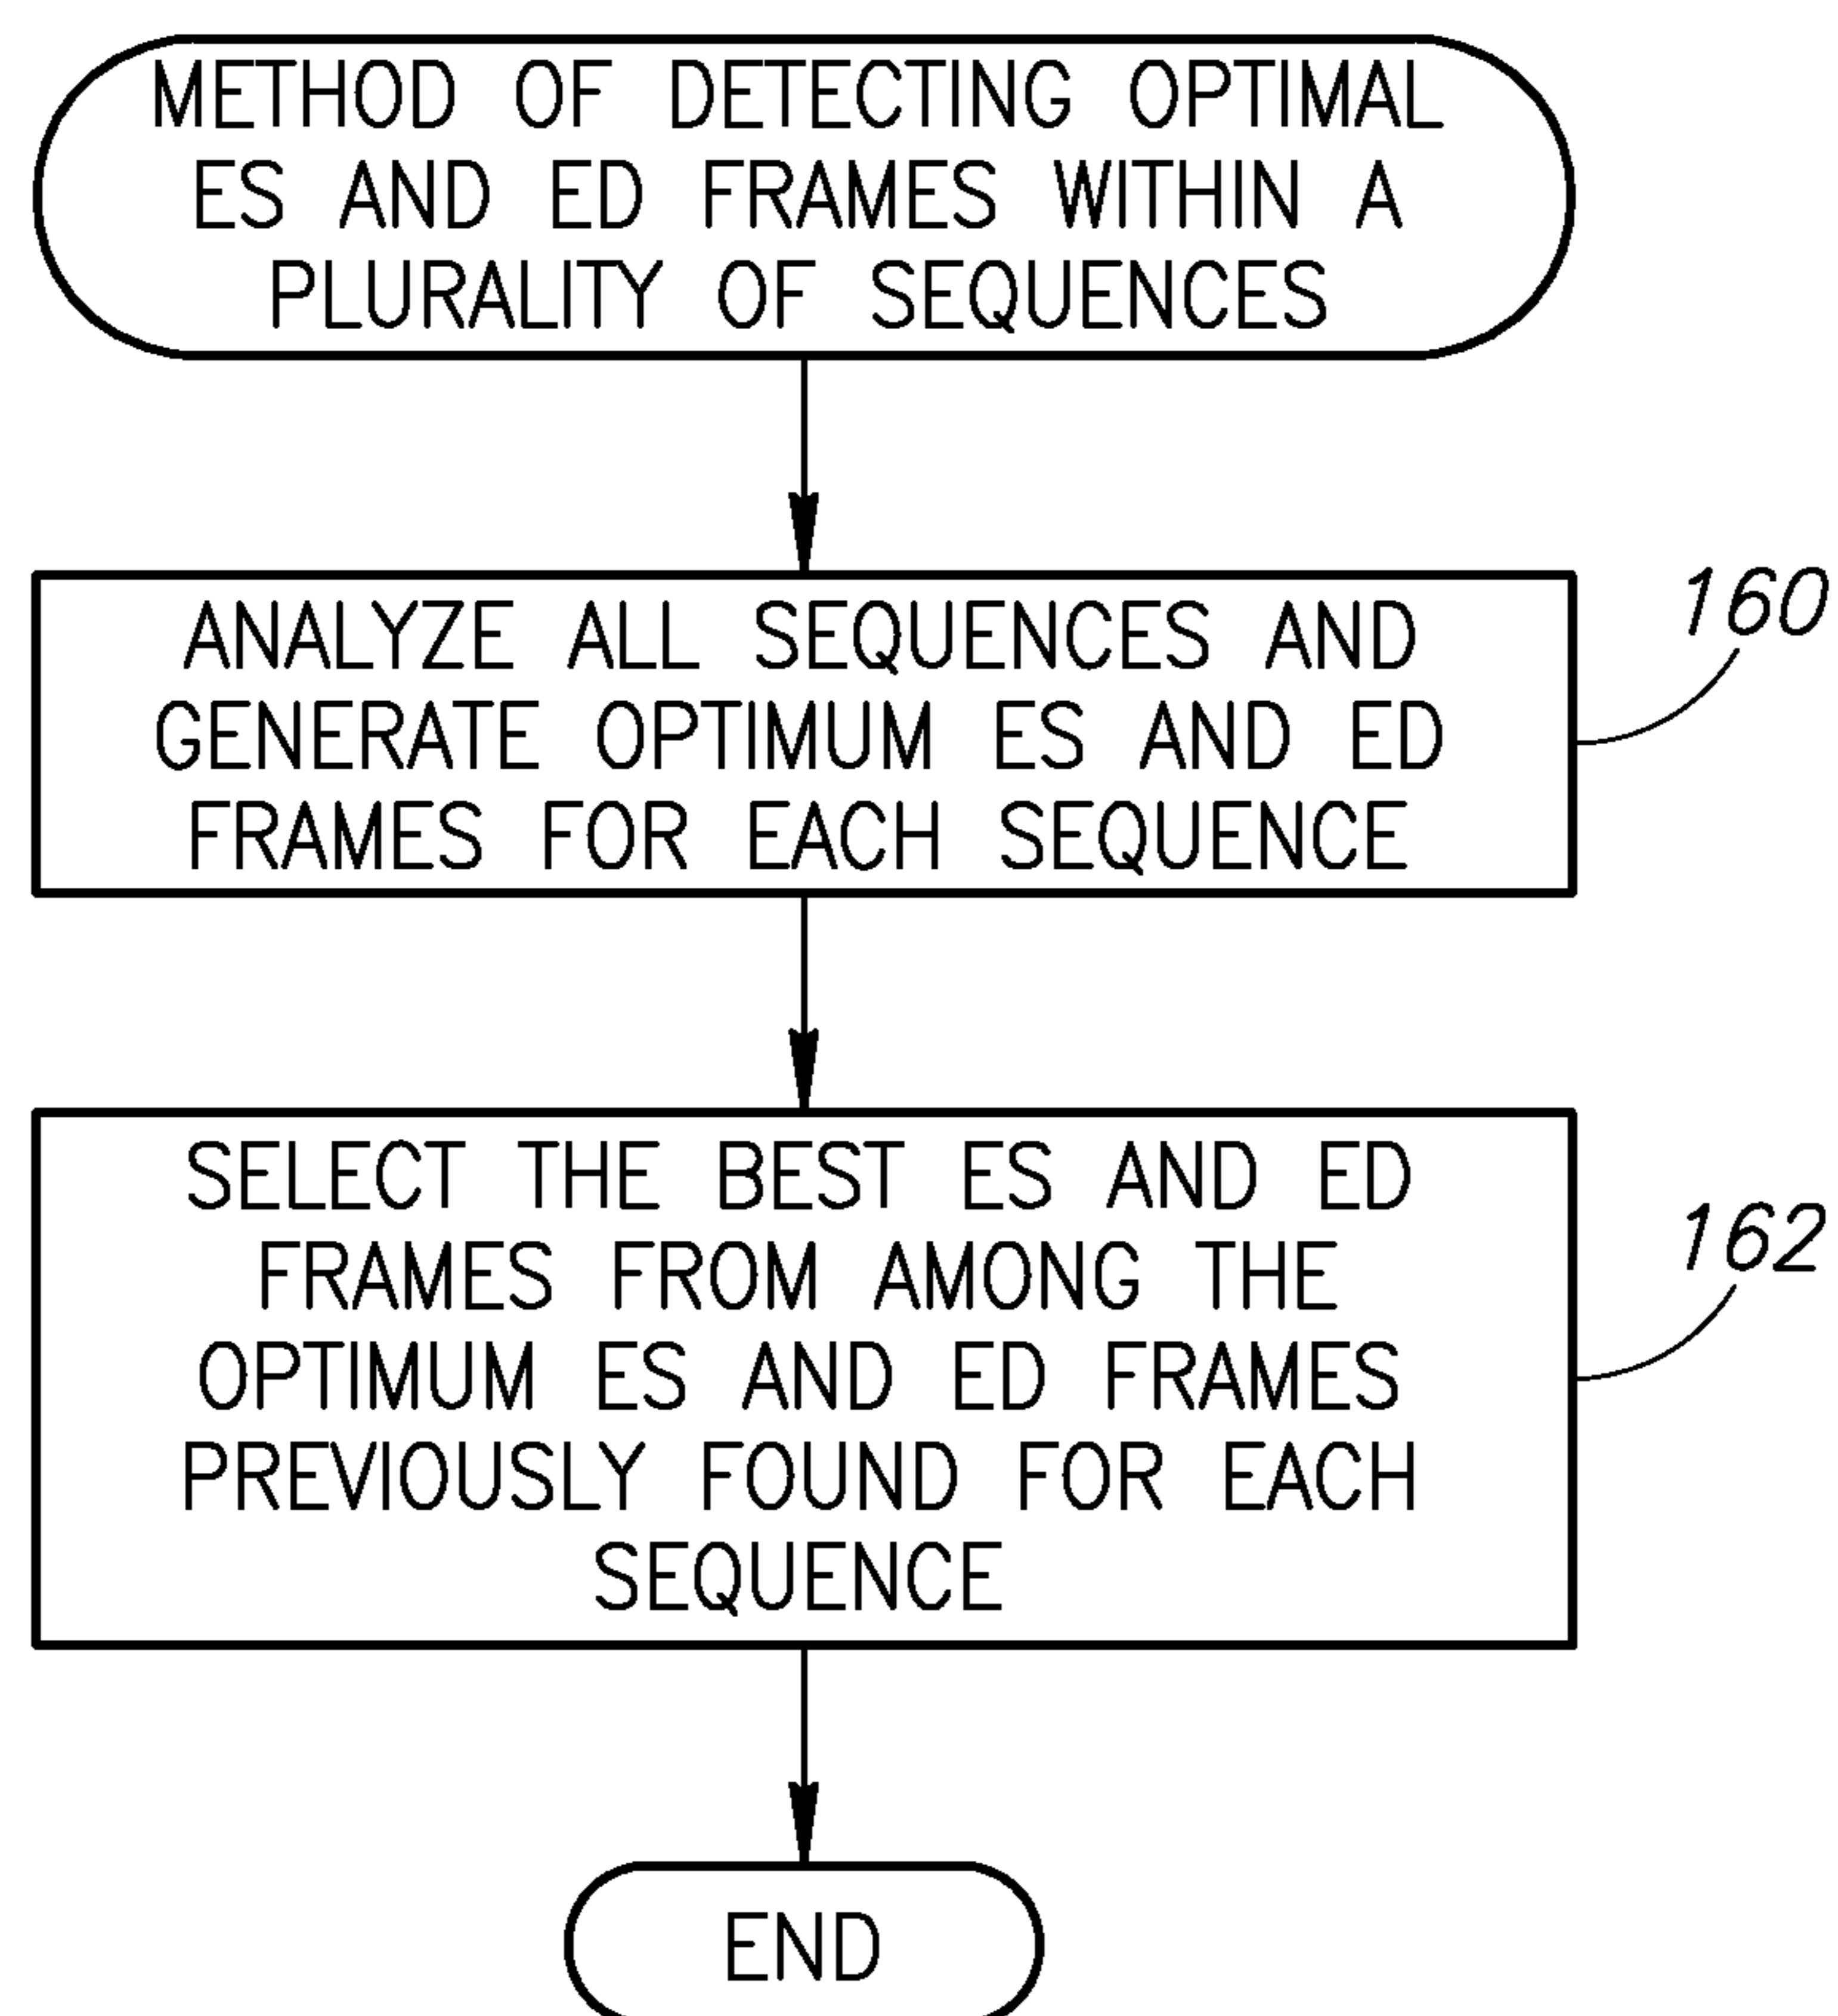 METHOD OF DETECTING OPTIMAL
ES AND ED FRAMES WITHIN A
PLURALITY OF SEQUENCES
ANALYZE ALL SEQUENCES AND
GENERATE OPTIMUM ES AND ED
FRAMES FOR EACH SEQUENCE
160
SELECT THE BEST ES AND ED
FRAMES FROM AMONG THE
OPTIMUM ES AND ED FRAMES
PREVIOUSLY FOUND FOR EACH
SEQUENCE
162
END